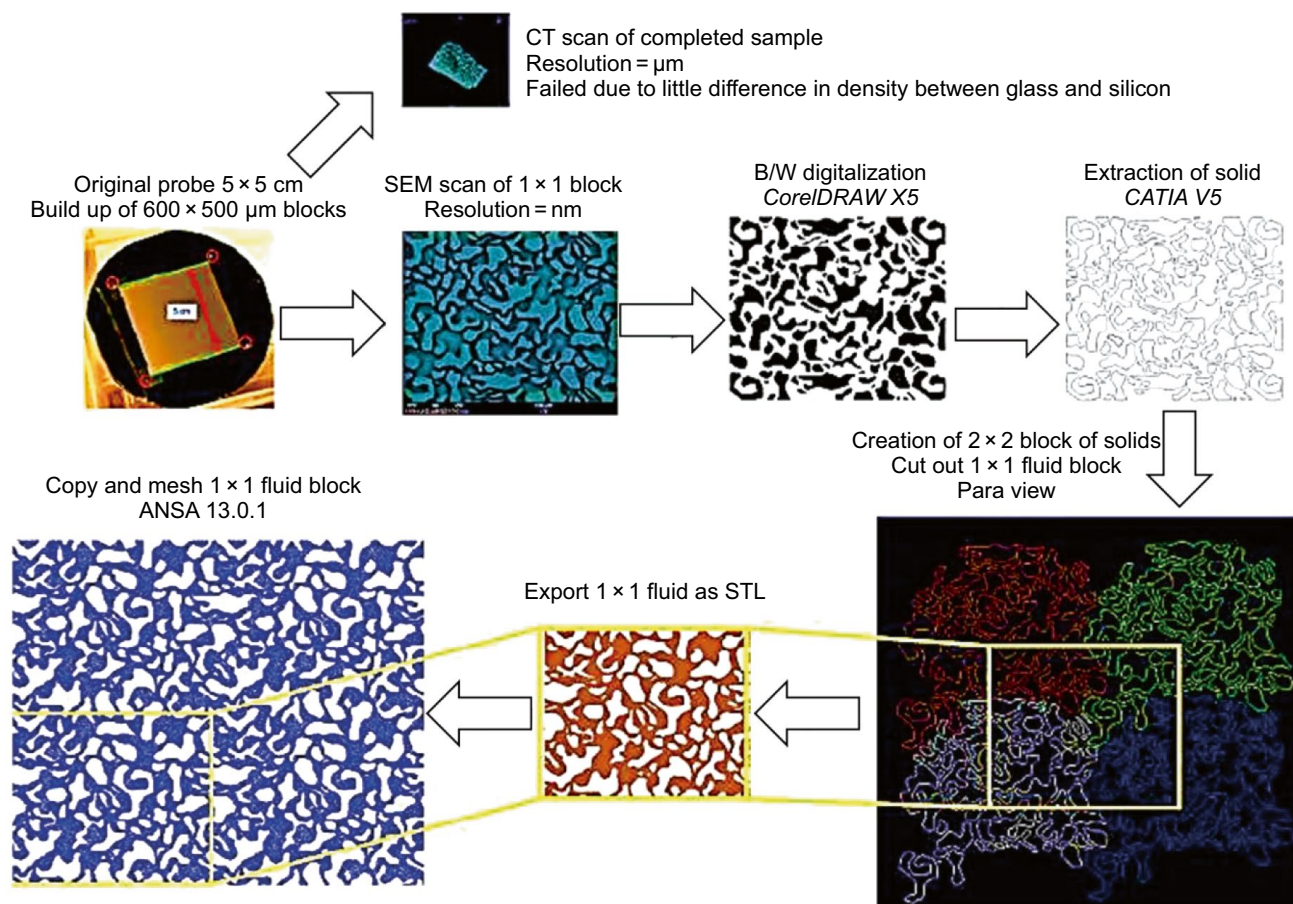 CT scan of completed sample
Resolution = μm
Failed due to little difference in density between glass and silicon
Original probe 5 × 5 cm
Build up of 600 × 500 μm blocks
SEM scan of 1 × 1 block
Resolution = nm
B/W digitalization
CorelDRAW X5
Extraction of solid
CATIA V5
Creation of 2 × 2 block of solids
Cut out 1 × 1 fluid block
Para view
Export 1 × 1 fluid as STL
Copy and mesh 1 × 1 fluid block
ANSA 13.0.1